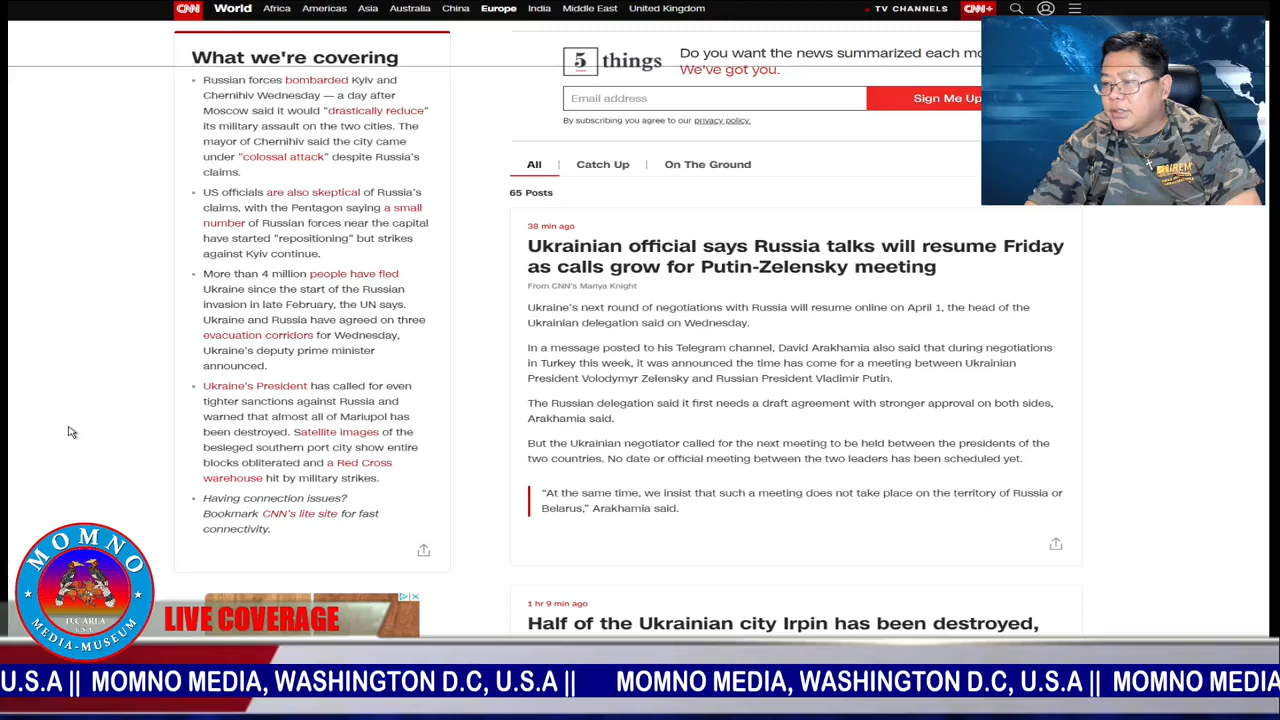 CNN World Africa Americas Asia Australia China Europe India Middle East United Kingdom
TV CHANNELS CNN+
What we're covering
Russian forces bombarded Kyiv and
Chernihiv Wednesday — a day after
Moscow said it would "drastically reduce"
its military assault on the two cities. The
mayor of Chernihiv said the city came
under "colossal attack" despite Russia's
claims.
US officials are also skeptical of Russia's
claims, with the Pentagon saying a small
number of Russian forces near the capital
have started "repositioning" but strikes
against Kyiv continue.
More than 4 million people have fled
Ukraine since the start of the Russian
invasion in late February, the UN says.
Ukraine and Russia have agreed on three
evacuation corridors for Wednesday,
Ukraine's deputy prime minister
announced.
Ukraine's President has called for even
tighter sanctions against Russia and
warned that almost all of Mariupol has
been destroyed. Satellite images of the
besieged southern port city show entire
blocks obliterated and a Red Cross
warehouse hit by military strikes.
Having connection issues?
Bookmark CNN's lite site for fast
connectivity.
5 things
Do you want the news summarized each mo
We've got you.
Email address
Sign Me Up
By subscribing you agree to our privacy policy.
All | Catch Up | On The Ground
65 Posts
38 min ago
Ukrainian official says Russia talks will resume Friday
as calls grow for Putin-Zelensky meeting
From CNN's Mariya Knight
Ukraine's next round of negotiations with Russia will resume online on April 1, the head of the
Ukrainian delegation said on Wednesday.
In a message posted to his Telegram channel, David Arakhamia also said that during negotiations
in Turkey this week, it was announced the time has come for a meeting between Ukrainian
President Volodymyr Zelensky and Russian President Vladimir Putin.
The Russian delegation said it first needs a draft agreement with stronger approval on both sides,
Arakhamia said.
But the Ukrainian negotiator called for the next meeting to be held between the presidents of the
two countries. No date or official meeting between the two leaders has been scheduled yet.
"At the same time, we insist that such a meeting does not take place on the territory of Russia or
Belarus," Arakhamia said.
1 hr 9 min ago
Half of the Ukrainian city Irpin has been destroyed,
MOMNO
U.S.A
MEDIA-MUSEUM
LIVE COVERAGE
U.S.A || MOMNO MEDIA, WASHINGTON D.C, U.S.A || MOMNO MEDIA, WASHINGTON D.C, U.S.A || MOMNO MEDIA